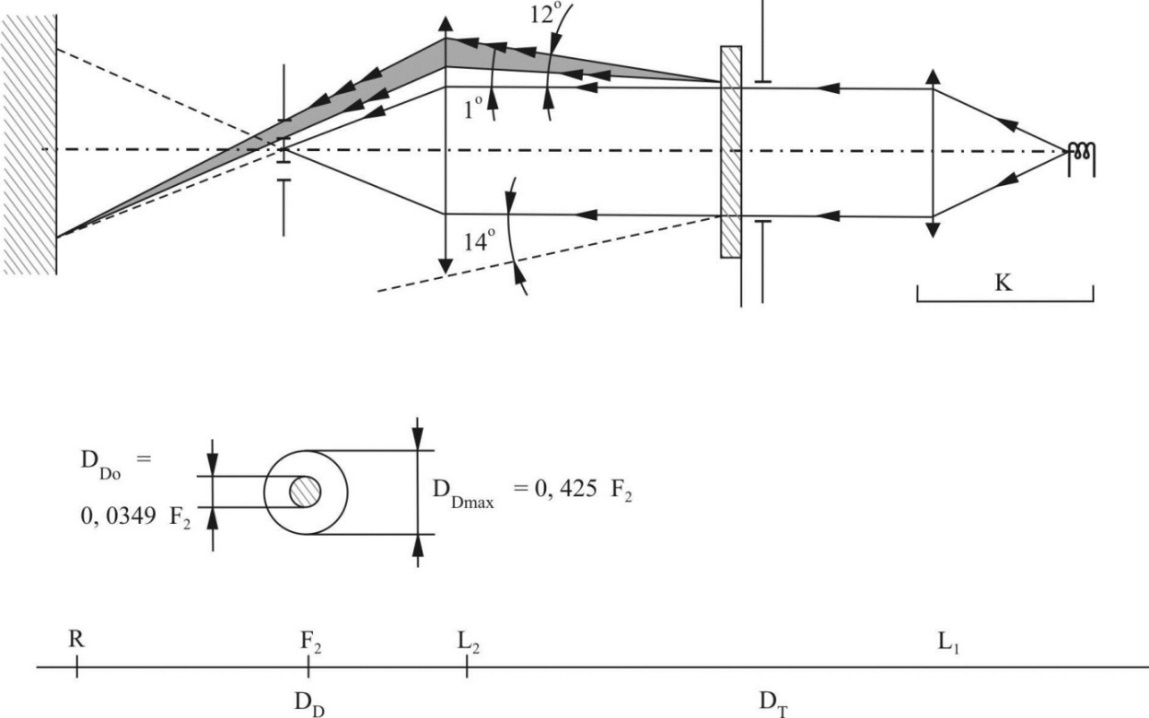 12°
1°
14°
K
D_Do =
0, 0349 F_2
D_Dmax = 0, 425 F_2
R F_2 L_2 L_1
D_D D_T